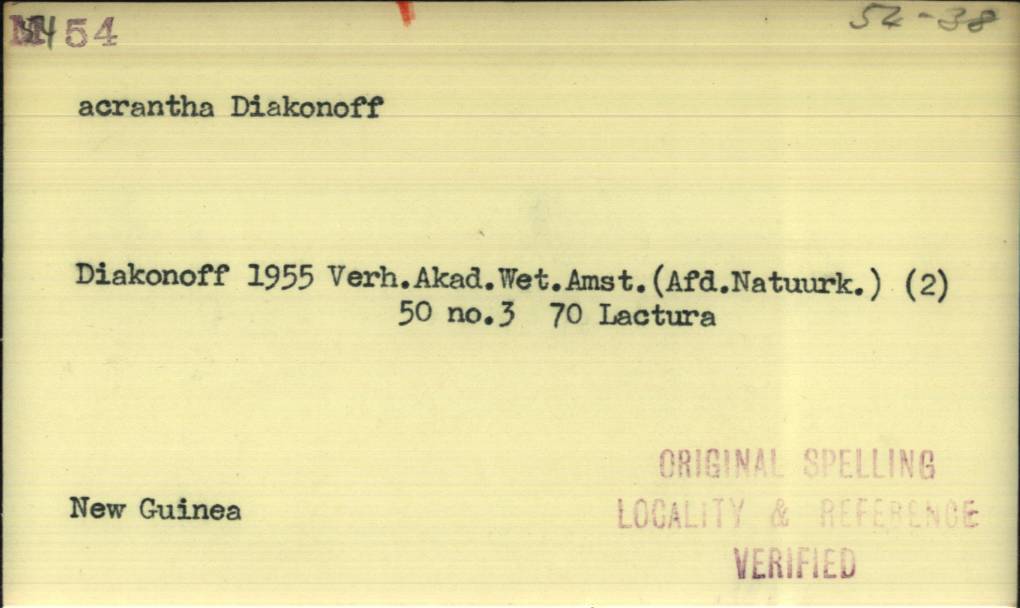 54
54-38
acrantha Diakonoff
Diakonoff 1955 Verh.Akad.Wet.Amst.(Afd.Natuurk.) (2)
50 no.3 70 Lactura
New Guinea
ORIGINAL SPELLING
LOCALITY & REFERENCE
VERIFIED